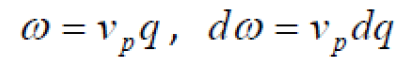 ω = v_p q , dω = v_p dq